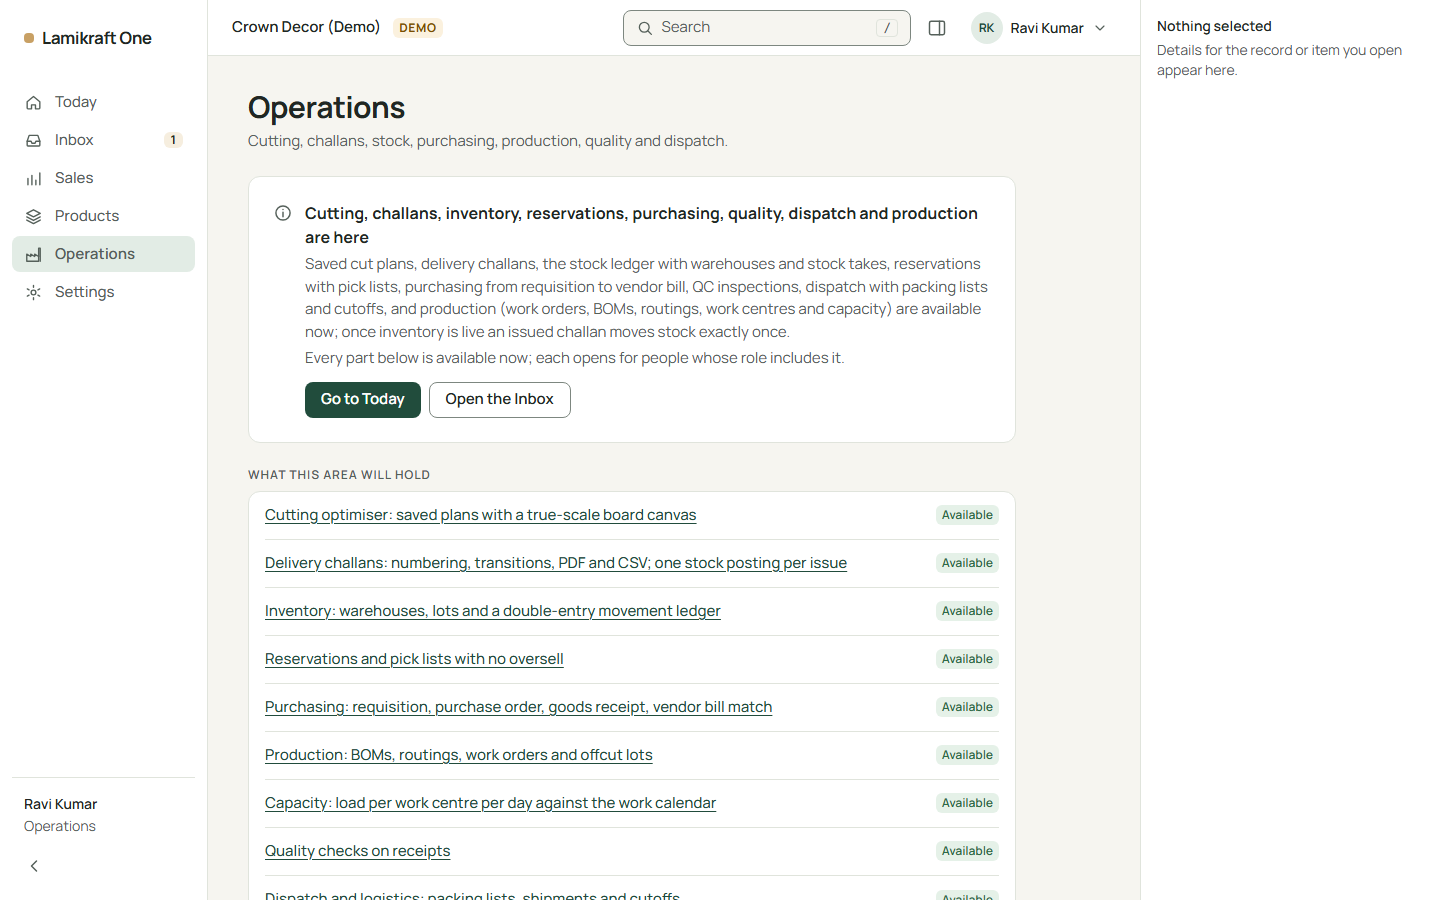 Lamikraft One
Today
Inbox 1
Sales
Products
Operations
Settings
Ravi Kumar
Operations
Crown Decor (Demo) DEMO
Search /
RK Ravi Kumar
Operations
Cutting, challans, stock, purchasing, production, quality and dispatch.
Cutting, challans, inventory, reservations, purchasing, quality, dispatch and production
are here
Saved cut plans, delivery challans, the stock ledger with warehouses and stock takes, reservations
with pick lists, purchasing from requisition to vendor bill, QC inspections, dispatch with packing lists
and cutoffs, and production (work orders, BOMs, routings, work centres and capacity) are available
now; once inventory is live an issued challan moves stock exactly once.
Every part below is available now; each opens for people whose role includes it.
Go to Today Open the Inbox
WHAT THIS AREA WILL HOLD
Cutting optimiser: saved plans with a true-scale board canvas Available
Delivery challans: numbering, transitions, PDF and CSV; one stock posting per issue Available
Inventory: warehouses, lots and a double-entry movement ledger Available
Reservations and pick lists with no oversell Available
Purchasing: requisition, purchase order, goods receipt, vendor bill match Available
Production: BOMs, routings, work orders and offcut lots Available
Capacity: load per work centre per day against the work calendar Available
Quality checks on receipts Available
Dispatch and logistics: packing lists, shipments and cutoffs Available
Nothing selected
Details for the record or item you open
appear here.